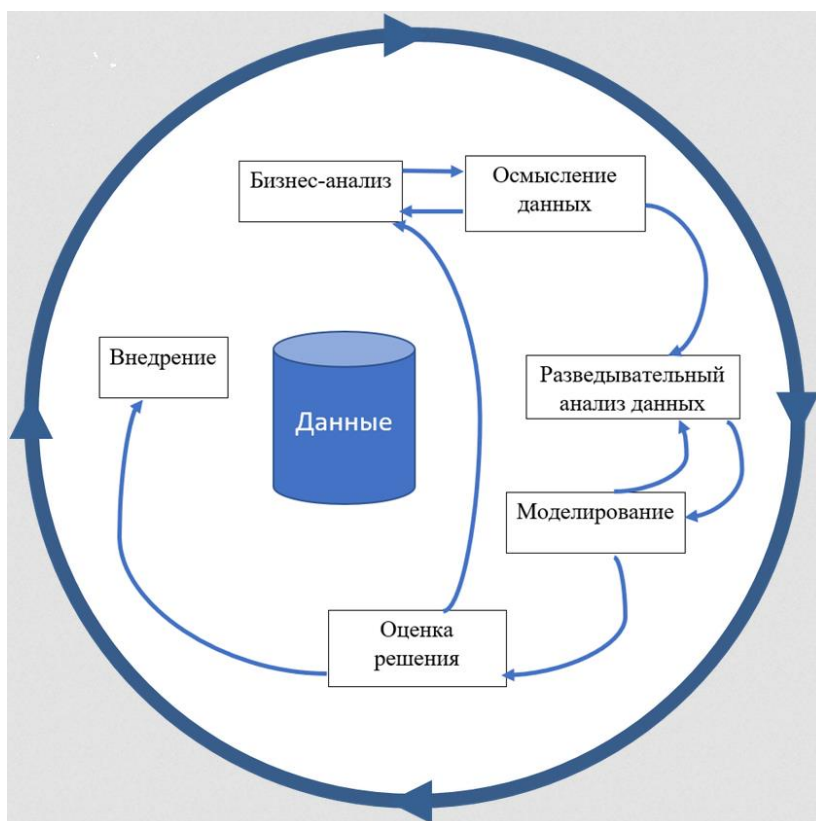 Бизнес-анализ
Осмысление
данных
Внедрение
Данные
Разведывательный
анализ данных
Моделирование
Оценка
решения